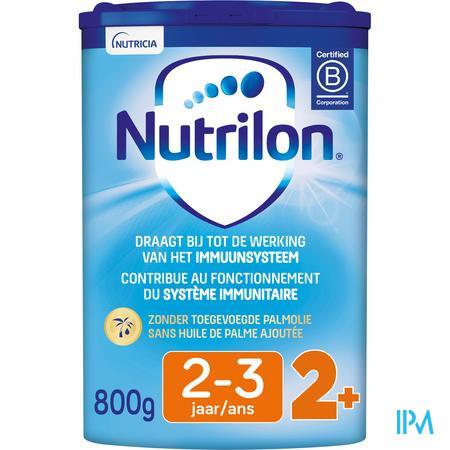 NUTRICIA
Certified
B
Corporation
Nutrilon®
DRAAGT BIJ TOT DE WERKING
VAN HET IMMUUNSYSTEEM
CONTRIBUE AU FONCTIONNEMENT
DU SYSTÈME IMMUNITAIRE
ZONDER TOEGEVOEGDE PALMOLIE
SANS HUILE DE PALME AJOUTÉE
800g
2-3
jaar/ans
2+
IPM